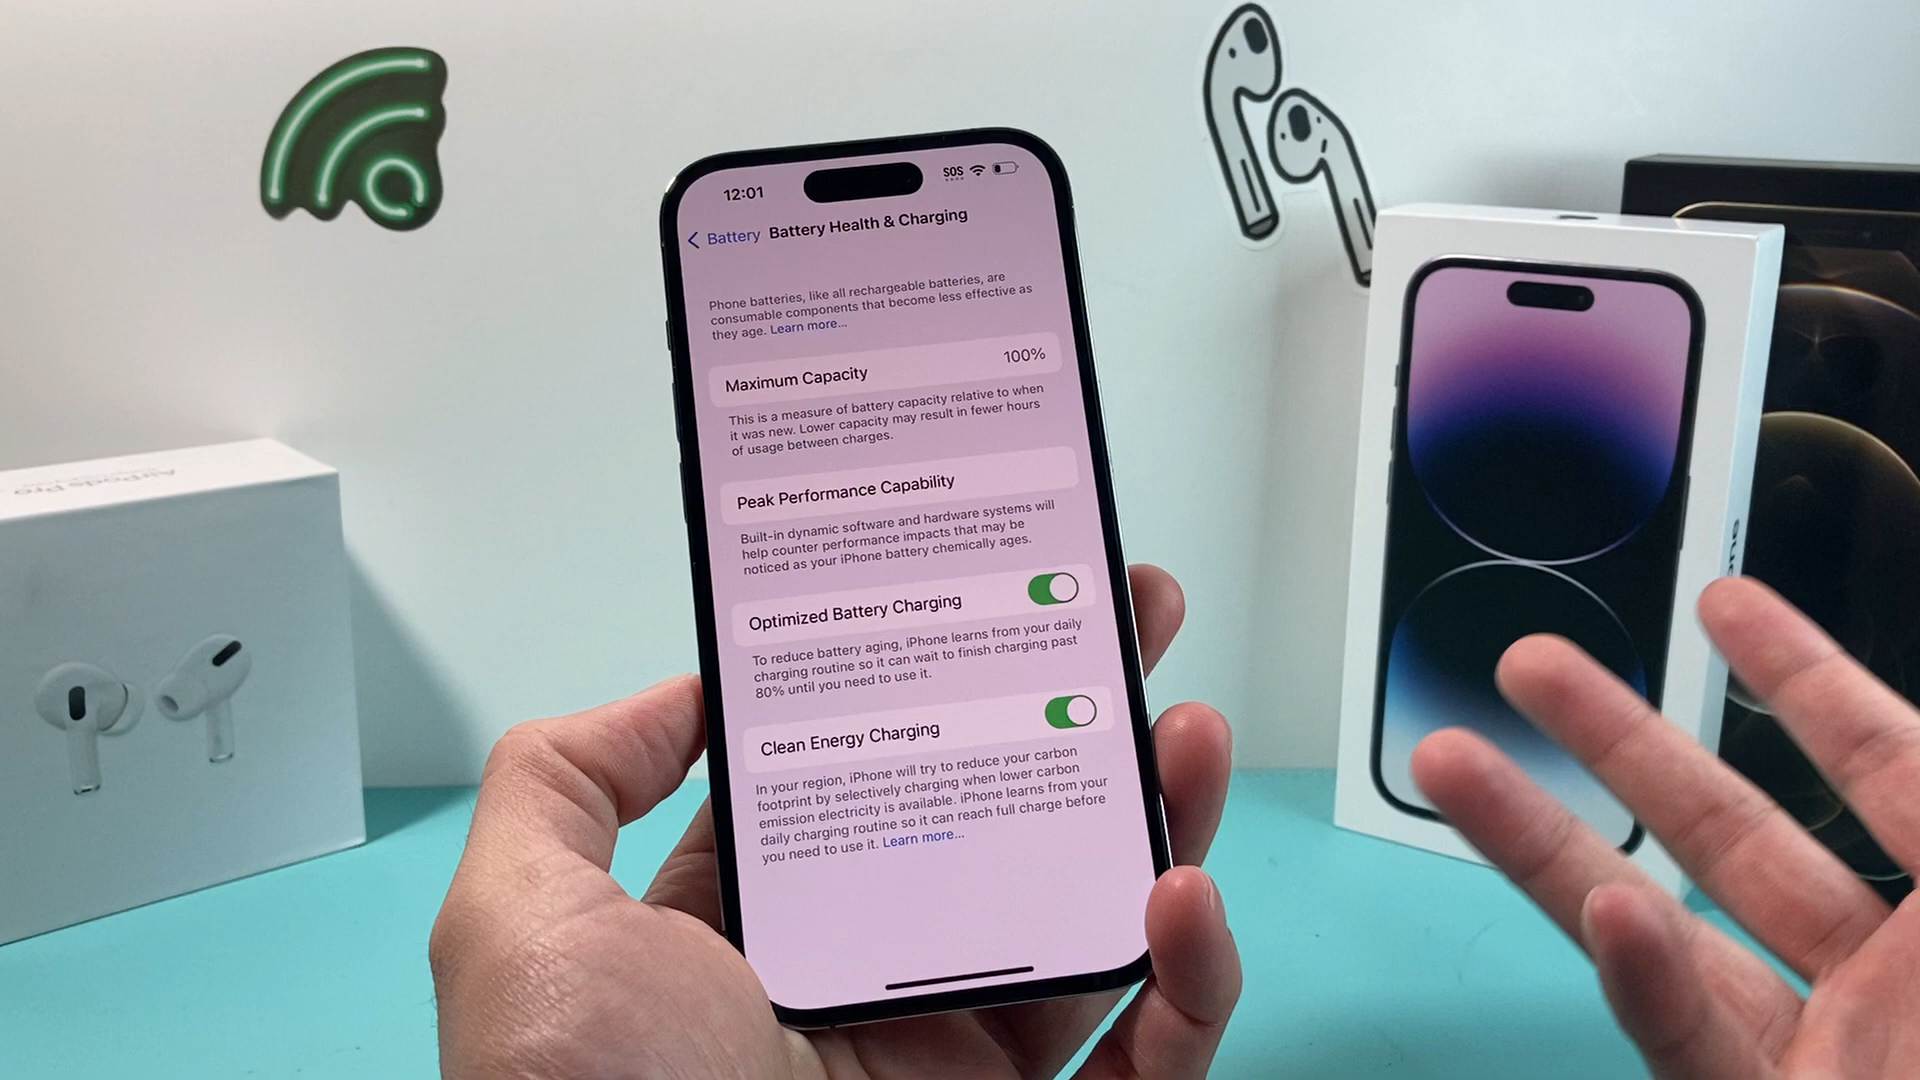 12:01 SOS
Battery Battery Health & Charging
Phone batteries, like all rechargeable batteries, are
consumable components that become less effective as
they age. Learn more...
Maximum Capacity 100%
This is a measure of battery capacity relative to when
it was new. Lower capacity may result in fewer hours
of usage between charges.
Peak Performance Capability
Built-in dynamic software and hardware systems will
help counter performance impacts that may be
noticed as your iPhone battery chemically ages.
Optimized Battery Charging
To reduce battery aging, iPhone learns from your daily
charging routine so it can wait to finish charging past
80% until you need to use it.
Clean Energy Charging
In your region, iPhone will try to reduce your carbon
footprint by selectively charging when lower carbon
emission electricity is available. iPhone learns from your
daily charging routine so it can reach full charge before
you need to use it. Learn more...
AirPods Pro